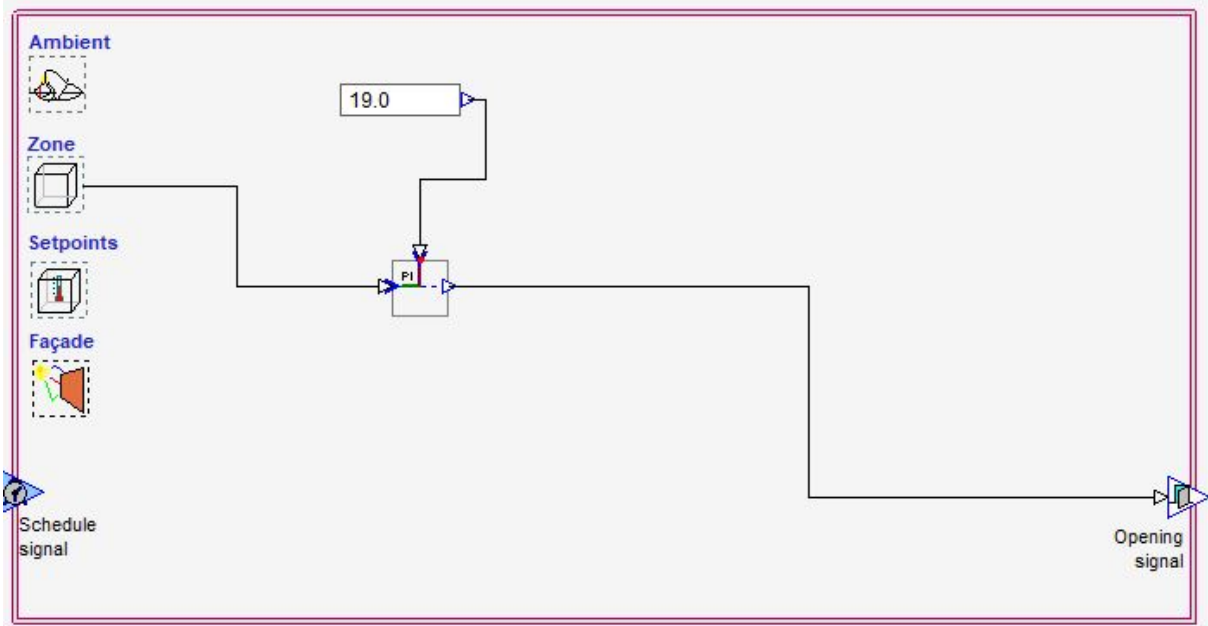 Ambient
19.0
Zone
Setpoints
PI
Façade
Schedule
signal
Opening
signal